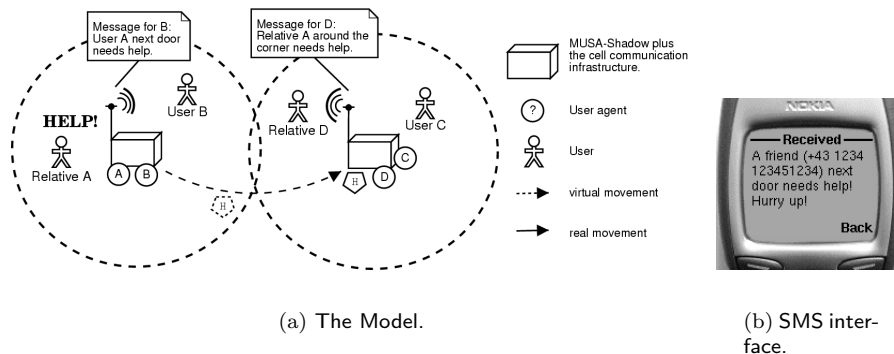 Message for B:
User A next door
needs help.
Message for D:
Relative A around the
corner needs help.
HELP!
User B
Relative A
A
B
H
Relative D
User C
C
D
H
MUSA-Shadow plus
the cell communication
infrastructure.
?
User agent
User
virtual movement
real movement
NOKIA
Received
A friend (+43 1234
123451234) next
door needs help!
Hurry up!
Back
(a) The Model.
(b) SMS inter-
face.